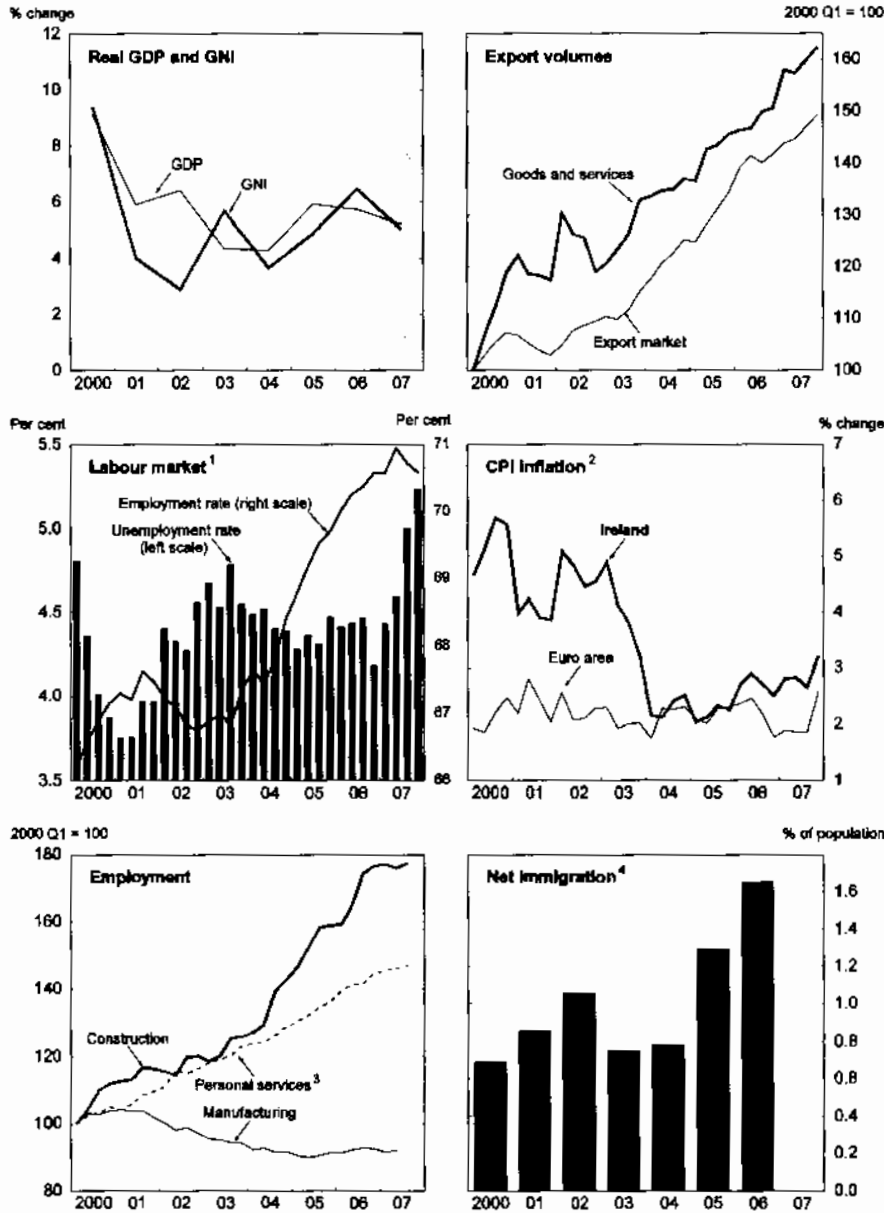 % change
2000 Q1 = 100
Real GDP and GNI
Export volumes
12
10
8
6
4
2
0
GDP
GNI
2000 01 02 03 04 05 06 07
160
150
140
130
120
110
100
Goods and services
Export market
2000 01 02 03 04 05 06 07
Per cent
Per cent
% change
Labour market 1
CPI inflation 2
5.5
5.0
4.5
4.0
3.5
Employment rate (right scale)
Unemployment rate
(left scale)
71
70
69
68
67
66
2000 01 02 03 04 05 06 07
7
6
5
4
3
2
1
Ireland
Euro area
2000 01 02 03 04 05 06 07
2000 Q1 = 100
% of population
Employment
Net immigration 4
180
160
140
120
100
80
Construction
Personal services 3
Manufacturing
2000 01 02 03 04 05 06 07
1.6
1.4
1.2
1.0
0.8
0.6
0.4
0.2
0.0
2000 01 02 03 04 05 06 07